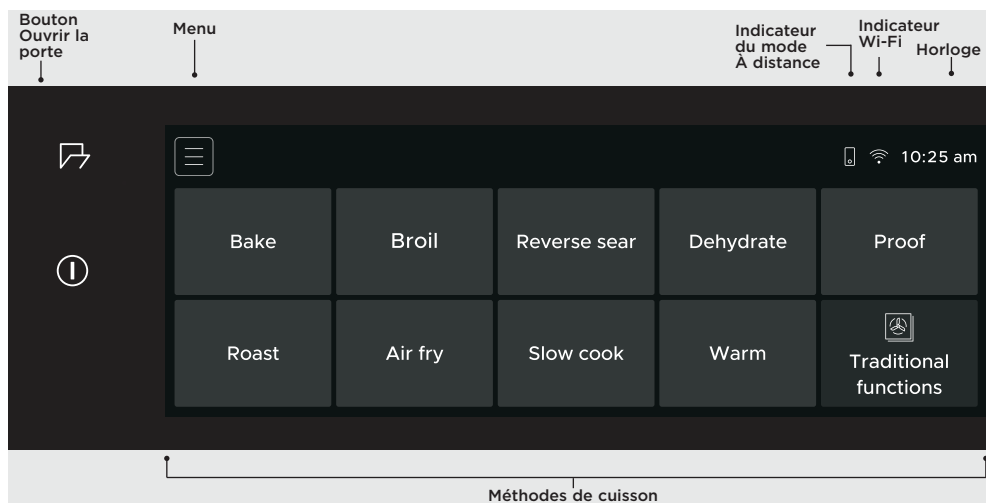 Bouton
Ouvrir la
porte
Menu
Indicateur
du mode
À distance
Indicateur
Wi-Fi
Horloge
10:25 am
Bake
Broil
Reverse sear
Dehydrate
Proof
Roast
Air fry
Slow cook
Warm
Traditional
functions
Méthodes de cuisson